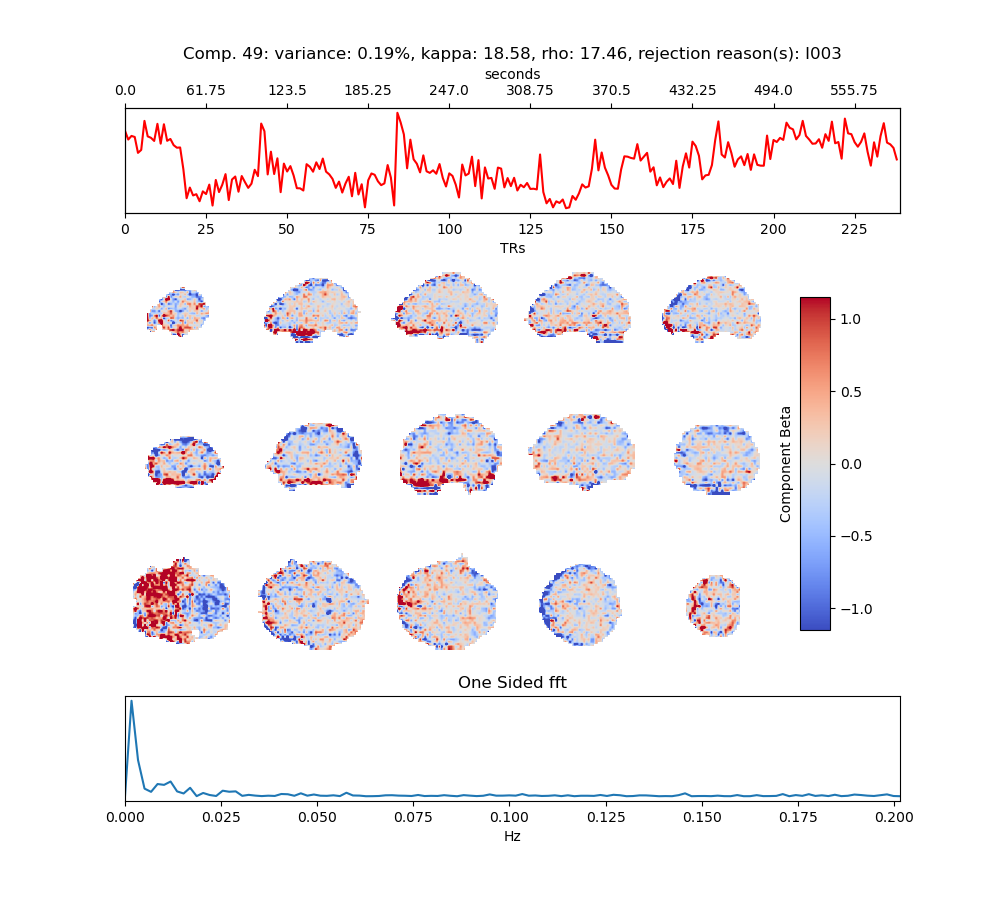 Comp. 49: variance: 0.19%, kappa: 18.58, rho: 17.46, rejection reason(s): I003
seconds
0.0 61.75 123.5 185.25 247.0 308.75 370.5 432.25 494.0 555.75
0 25 50 75 100 125 150 175 200 225
TRs
1.0
0.5
0.0
−0.5
−1.0
Component Beta
One Sided fft
0.000 0.025 0.050 0.075 0.100 0.125 0.150 0.175 0.200
Hz